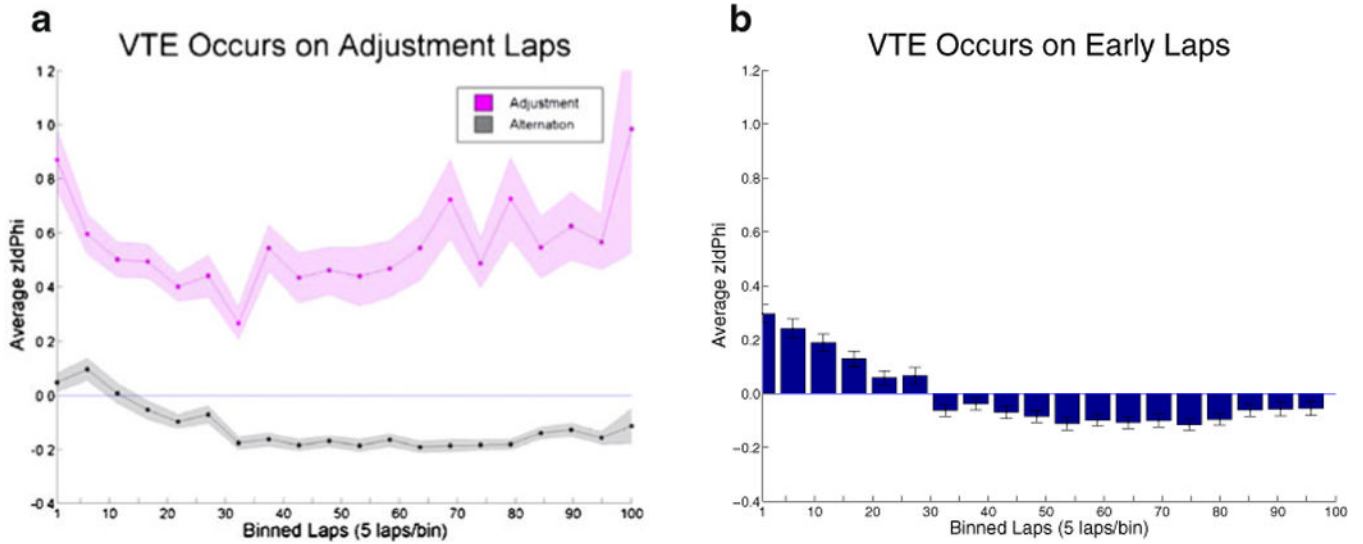 a
VTE Occurs on Adjustment Laps
1 2
1 0
0 8
0 6
0 4
0.2
0 0
-0 2
-0 4
Average zIdPhi
Adjustment
Alternation
1 10 20 30 40 50 60 70 80 90 100
Binned Laps (5 laps/bin)
b
VTE Occurs on Early Laps
1.2
1.0
0.8
0.6
0.4
0.2
0.0
-0.2
-0.4
Average zIdPhi
1 10 20 30 40 50 60 70 80 90 100
Binned Laps (5 laps/bin)